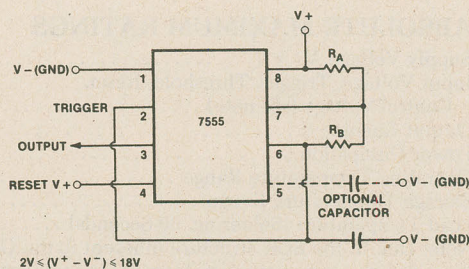 V+
V-(GND)
1
8
RA
TRIGGER
2
7555
7
OUTPUT
3
6
RB
RESET V+
4
5
V-(GND)
OPTIONAL
CAPACITOR
V-(GND)
2V ≤ (V⁺ - V⁻) ≤ 18V